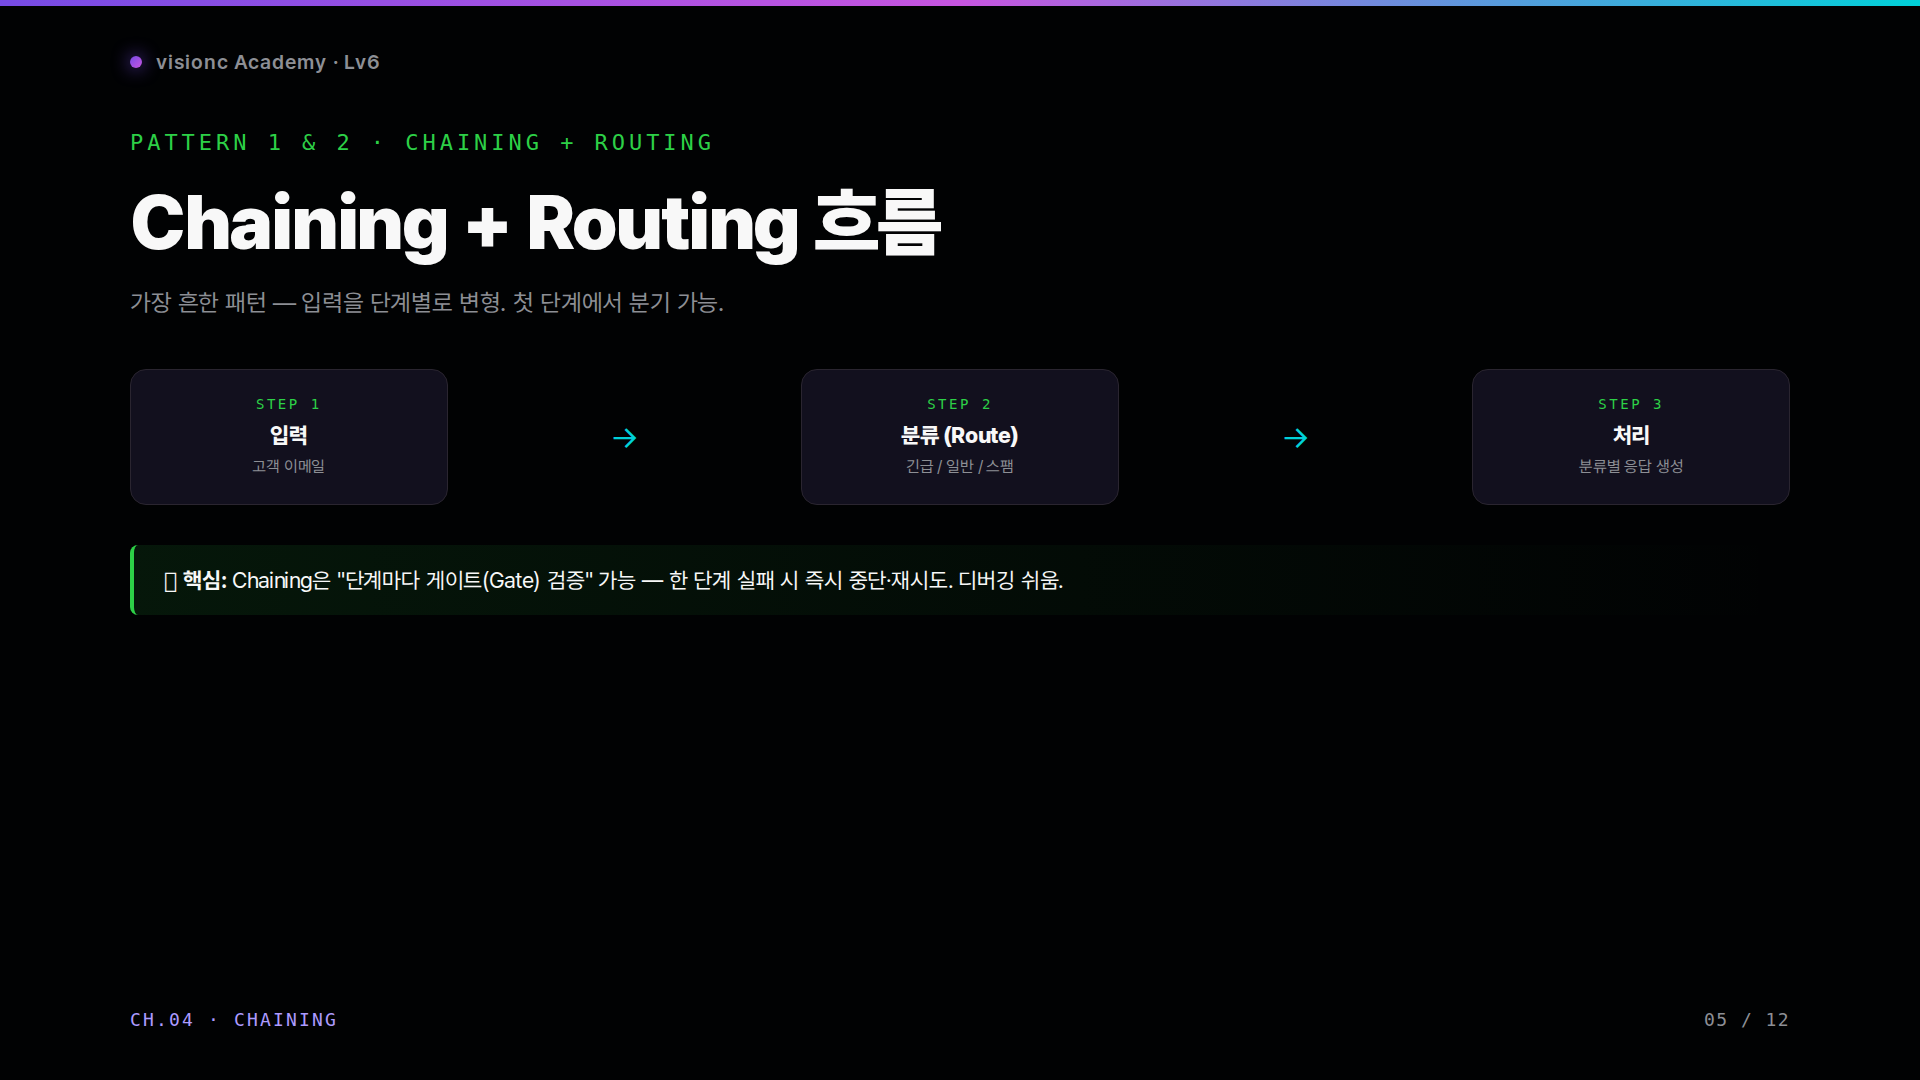 visionc Academy · Lv6
PATTERN 1 & 2 · CHAINING + ROUTING
Chaining + Routing 흐름
가장 흔한 패턴 — 입력을 단계별로 변형. 첫 단계에서 분기 가능.
STEP 1
입력
고객 이메일
→
STEP 2
분류 (Route)
긴급 / 일반 / 스팸
→
STEP 3
처리
분류별 응답 생성
핵심: Chaining은 "단계마다 게이트(Gate) 검증" 가능 — 한 단계 실패 시 즉시 중단·재시도. 디버깅 쉬움.
CH.04 · CHAINING
05 / 12